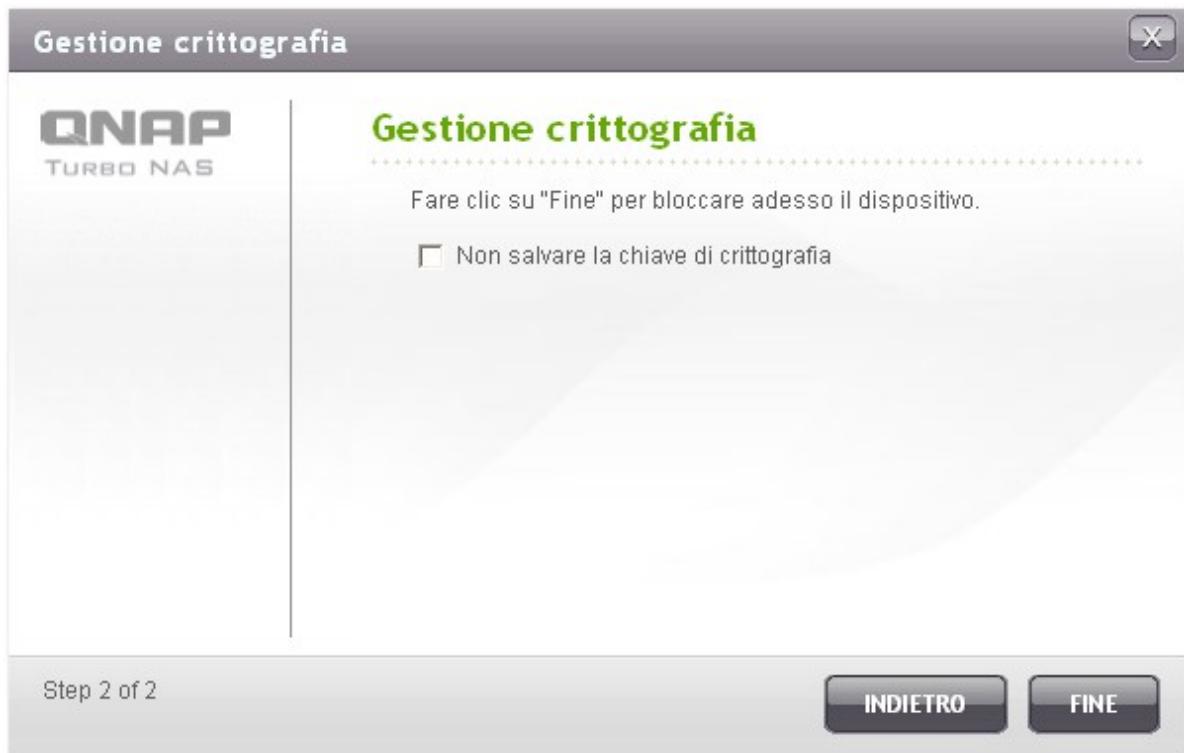 Gestione crittografia
X
QNAP
TURBO NAS
Gestione crittografia
Fare clic su "Fine" per bloccare adesso il dispositivo.
Non salvare la chiave di crittografia
Step 2 of 2
INDIETRO
FINE